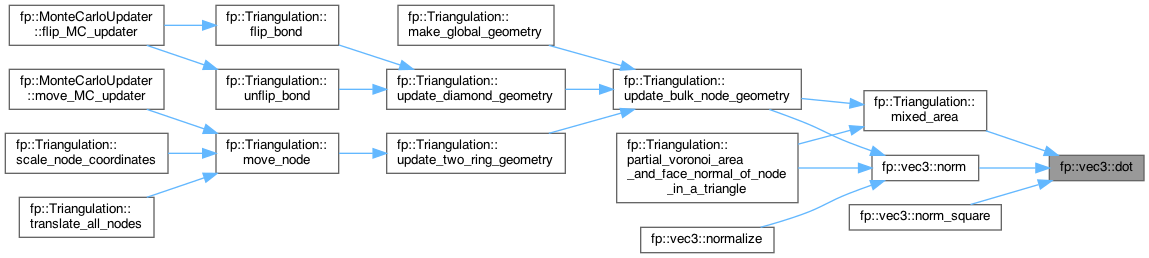 fp::MonteCarloUpdater
::flip_MC_updater
fp::Triangulation::
flip_bond
fp::Triangulation::
make_global_geometry
fp::MonteCarloUpdater
::move_MC_updater
fp::Triangulation::
unflip_bond
fp::Triangulation::
update_diamond_geometry
fp::Triangulation::
update_bulk_node_geometry
fp::Triangulation::
mixed_area
fp::Triangulation::
scale_node_coordinates
fp::Triangulation::
move_node
fp::Triangulation::
update_two_ring_geometry
fp::Triangulation::
partial_voronoi_area
_and_face_normal_of_node
_in_a_triangle
fp::vec3::norm
fp::vec3::dot
fp::Triangulation::
translate_all_nodes
fp::vec3::norm_square
fp::vec3::normalize